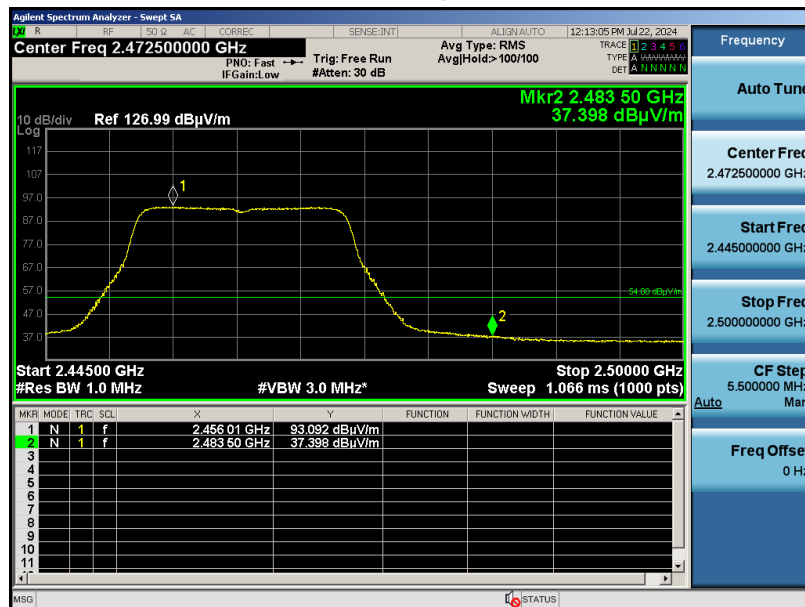 Agilent Spectrum Analyzer - Swept SA
LXI R RF 50 Ω AC CORREC SENSE:INT ALIGN AUTO 12:13:05 PM Jul 22, 2024
Center Freq 2.472500000 GHz
PNO: Fast
IFGain:Low
Trig: Free Run
#Atten: 30 dB
Avg Type: RMS
Avg|Hold:>100/100
TRACE 1 2 3 4 5 6
TYPE A WWWWW
DET A N N N N N
Mkr2 2.483 50 GHz
37.398 dBµV/m
10 dB/div Ref 126.99 dBµV/m
Log
117
107
97.0
87.0
77.0
67.0
57.0
47.0
37.0
1
2
54.00 dBµV/m
Start 2.44500 GHz Stop 2.50000 GHz
#Res BW 1.0 MHz #VBW 3.0 MHz* Sweep 1.066 ms (1000 pts)
MKR MODE TRC SCL X Y FUNCTION FUNCTION WIDTH FUNCTION VALUE
1 N 1 f 2.456 01 GHz 93.092 dBµV/m
2 N 1 f 2.483 50 GHz 37.398 dBµV/m
3
4
5
6
7
8
9
10
11
MSG STATUS
Frequency
Auto Tune
Center Freq
2.472500000 GHz
Start Freq
2.445000000 GHz
Stop Freq
2.500000000 GHz
CF Step
5.500000 MHz
Auto Man
Freq Offset
0 Hz